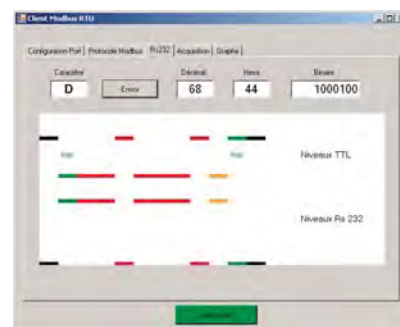 Client Modbus RTU
Configuration Port Protocole Modbus Rs232 Acquisition Graphe
Caractère Décimal Hexa Binaire
D Envoi 68 44 1000100
Niveaux TTL
Niveaux Rs 232